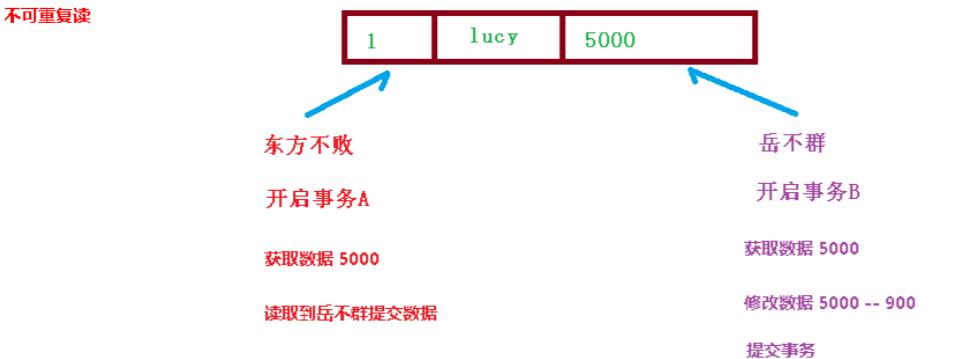 不可重复读
1 lucy 5000
东方不败
开启事务A
获取数据 5000
读取到岳不群提交数据
岳不群
开启事务B
获取数据 5000
修改数据 5000 -- 900
提交事务